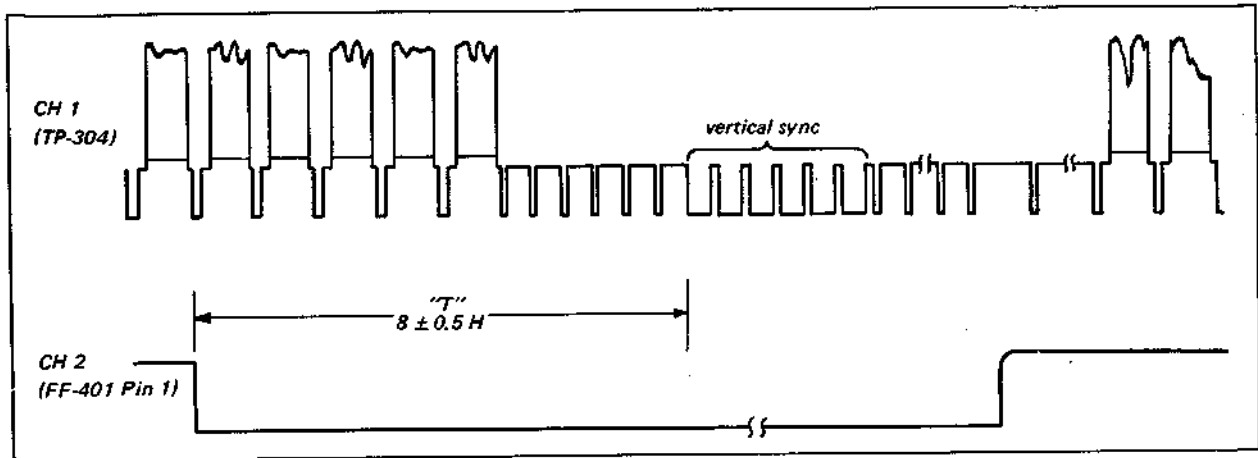 CH 1
(TP-304)
vertical sync
"T"
8 ± 0.5 H
CH 2
(FF-401 Pin 1)